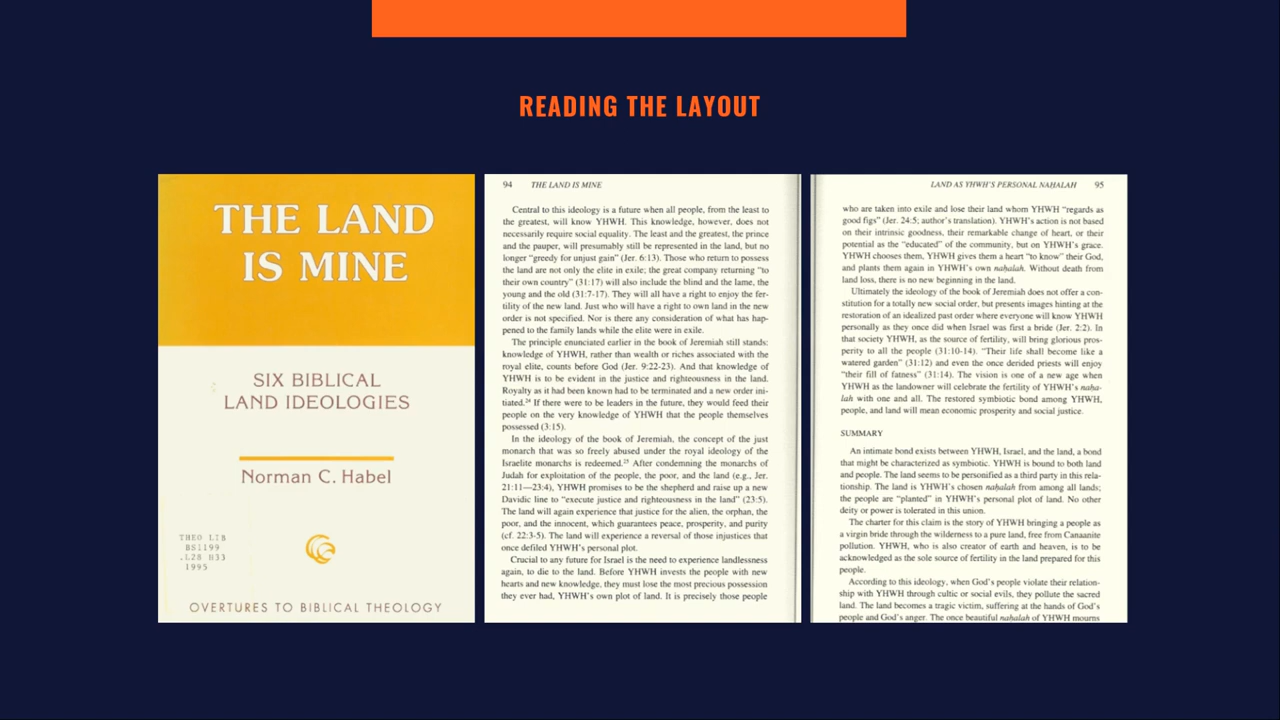 READING THE LAYOUT
THE LAND
IS MINE
SIX BIBLICAL
LAND IDEOLOGIES
Norman C. Habel
THEO LIB
BS1199
.L28 H33
1995
OVERTURES TO BIBLICAL THEOLOGY
94 THE LAND IS MINE
Central to this ideology is a future when all people, from the least to
the greatest, will know YHWH. This knowledge, however, does not
necessarily require social equality. The least and the greatest, the prince
and the pauper, will presumably still be represented in the land, but no
longer “greedy for unjust gain” (Jer. 6:13). Those who return to possess
the land are not only the elite in exile; the great company returning “to
their own country” (31:17) will also include the blind and the lame, the
young and the old (31:7-17). They will all have a right to enjoy the fer-
tility of the new land. Just who will have a right to own land in the new
order is not specified. Nor is there any consideration of what has hap-
pened to the family lands while the elite were in exile.
The principle enunciated earlier in the book of Jeremiah still stands:
knowledge of YHWH, rather than wealth or riches associated with the
royal elite, counts before God (Jer. 9:22-23). And that knowledge of
YHWH is to be evident in the justice and righteousness in the land.
Royalty as it had been known had to be terminated and a new order ini-
tiated.24 If there were to be leaders in the future, they would feed their
people on the very knowledge of YHWH that the people themselves
possessed (3:15).
In the ideology of the book of Jeremiah, the concept of the just
monarch that was so freely abused under the royal ideology of the
Israelite monarchs is redeemed.25 After condemning the monarchs of
Judah for exploitation of the people, the poor, and the land (e.g., Jer.
21:11—23:4), YHWH promises to be the shepherd and raise up a new
Davidic line to “execute justice and righteousness in the land” (23:5).
The land will again experience that justice for the alien, the orphan, the
poor, and the innocent, which guarantees peace, prosperity, and purity
(cf. 22:3-5). The land will experience a reversal of those injustices that
once defiled YHWH’s personal plot.
Crucial to any future for Israel is the need to experience landlessness
again, to die to the land. Before YHWH invests the people with new
hearts and new knowledge, they must lose the most precious possession
they ever had, YHWH’s own plot of land. It is precisely those people
LAND AS YHWH’S PERSONAL NAḤALAH 95
who are taken into exile and lose their land whom YHWH “regards as
good figs” (Jer. 24:5; author’s translation). YHWH’s action is not based
on their intrinsic goodness, their remarkable change of heart, or their
potential as the “educated” of the community, but on YHWH’s grace.
YHWH chooses them, YHWH gives them a heart “to know” their God,
and plants them again in YHWH’s own naḥalah. Without death from
land loss, there is no new beginning in the land.
Ultimately the ideology of the book of Jeremiah does not offer a con-
stitution for a totally new social order, but presents images hinting at the
restoration of an idealized past order where everyone will know YHWH
personally as they once did when Israel was first a bride (Jer. 2:2). In
that society YHWH, as the source of fertility, will bring glorious pros-
perity to all the people (31:10-14). “Their life shall become like a
watered garden” (31:12) and even the once derided priests will enjoy
“their fill of fatness” (31:14). The vision is one of a new age when
YHWH as the landowner will celebrate the fertility of YHWH’s naḥa-
lah with one and all. The restored symbiotic bond among YHWH,
people, and land will mean economic prosperity and social justice.
SUMMARY
An intimate bond exists between YHWH, Israel, and the land, a bond
that might be characterized as symbiotic. YHWH is bound to both land
and people. The land seems to be personified as a third party in this rela-
tionship. The land is YHWH’s chosen naḥalah from among all lands;
the people are “planted” in YHWH’s personal plot of land. No other
deity or power is tolerated in this union.
The charter for this claim is the story of YHWH bringing a people as
a virgin bride through the wilderness to a pure land, free from Canaanite
pollution. YHWH, who is also creator of earth and heaven, is to be
acknowledged as the sole source of fertility in the land prepared for this
people.
According to this ideology, when God’s people violate their relation-
ship with YHWH through cultic or social evils, they pollute the sacred
land. The land becomes a tragic victim, suffering at the hands of God’s
people and God’s anger. The once beautiful naḥalah of YHWH mourns